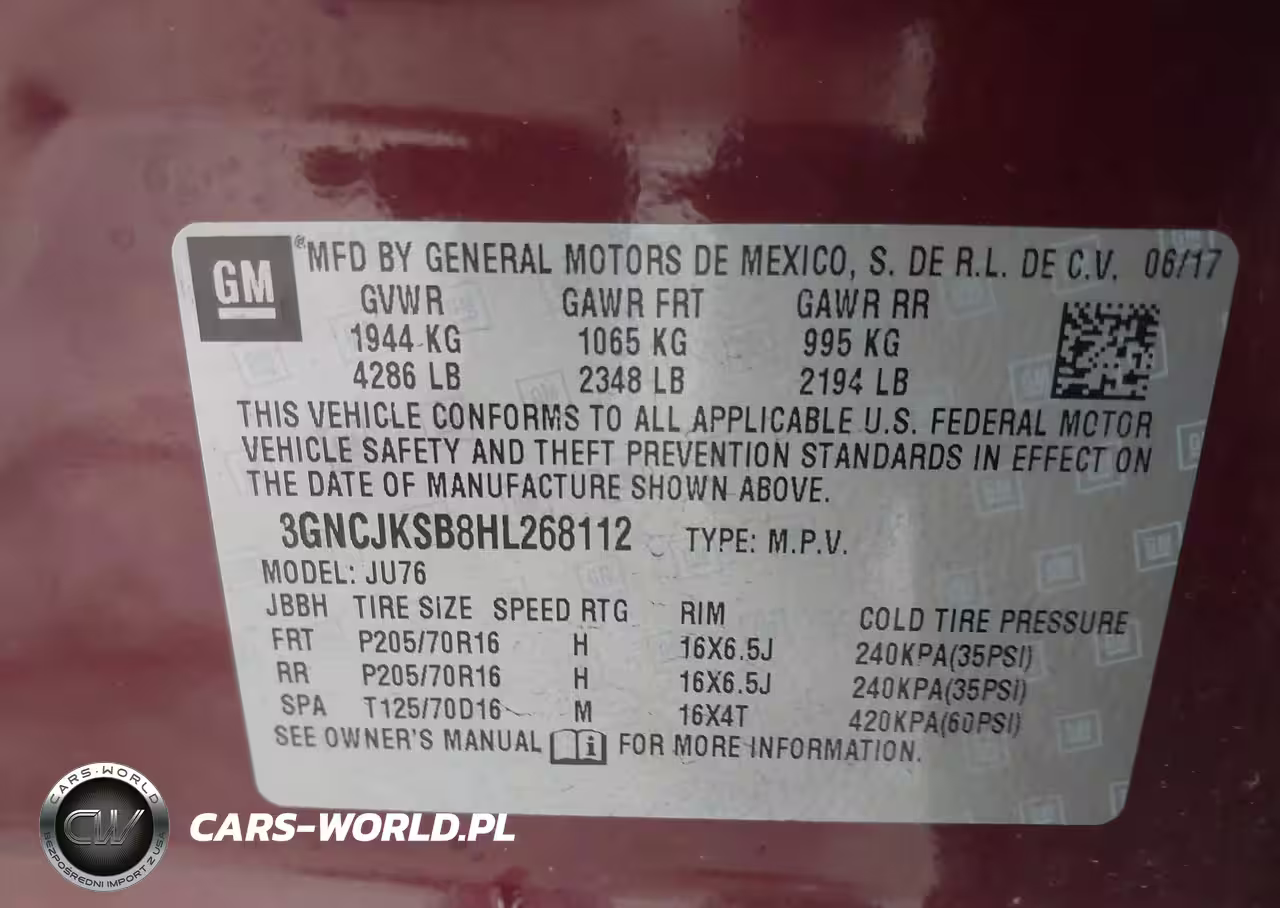 GM
®MFD BY GENERAL MOTORS DE MEXICO, S. DE R.L. DE C.V. 06/17
GVWR GAWR FRT GAWR RR
1944 KG 1065 KG 995 KG
4286 LB 2348 LB 2194 LB
THIS VEHICLE CONFORMS TO ALL APPLICABLE U.S. FEDERAL MOTOR
VEHICLE SAFETY AND THEFT PREVENTION STANDARDS IN EFFECT ON
THE DATE OF MANUFACTURE SHOWN ABOVE.
3GNCJKSB8HL268112 TYPE: M.P.V.
MODEL: JU76
JBBH TIRE SIZE SPEED RTG RIM COLD TIRE PRESSURE
FRT P205/70R16 H 16X6.5J 240KPA(35PSI)
RR P205/70R16 H 16X6.5J 240KPA(35PSI)
SPA T125/70D16 M 16X4T 420KPA(60PSI)
SEE OWNER'S MANUAL i FOR MORE INFORMATION.
CARS-WORLD
CW
BEZPOŚREDNI IMPORT Z USA
CARS-WORLD.PL